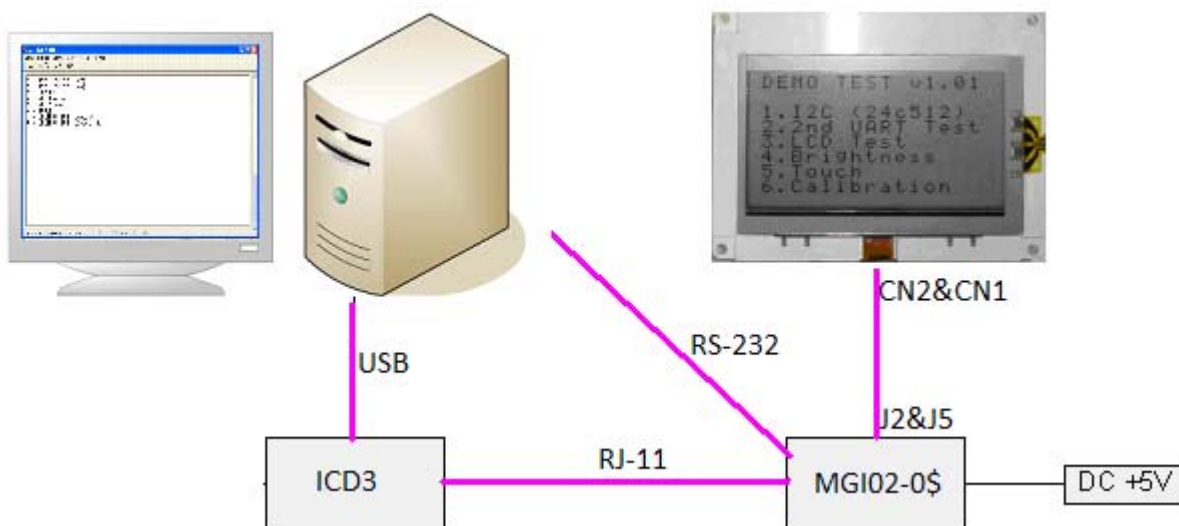 DEMO TEST v1.01
1.I2C (24c512)
2.2nd UART Test
3.LCD Test
4.Brightness
5.Touch
6.Calibration
CN2&CN1
RS-232
USB
J2&J5
RJ-11
ICD3
MGI02-0$
DC +5V